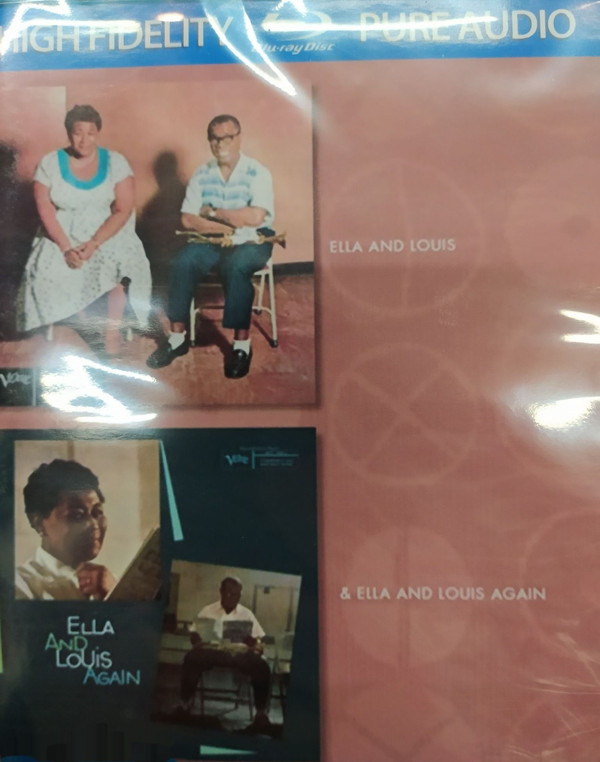 HIGH FIDELITY Blu-ray Disc PURE AUDIO
ELLA AND LOUIS
Verve
Verve
& ELLA AND LOUIS AGAIN
ELLA
AND
LOUIS
AGAIN